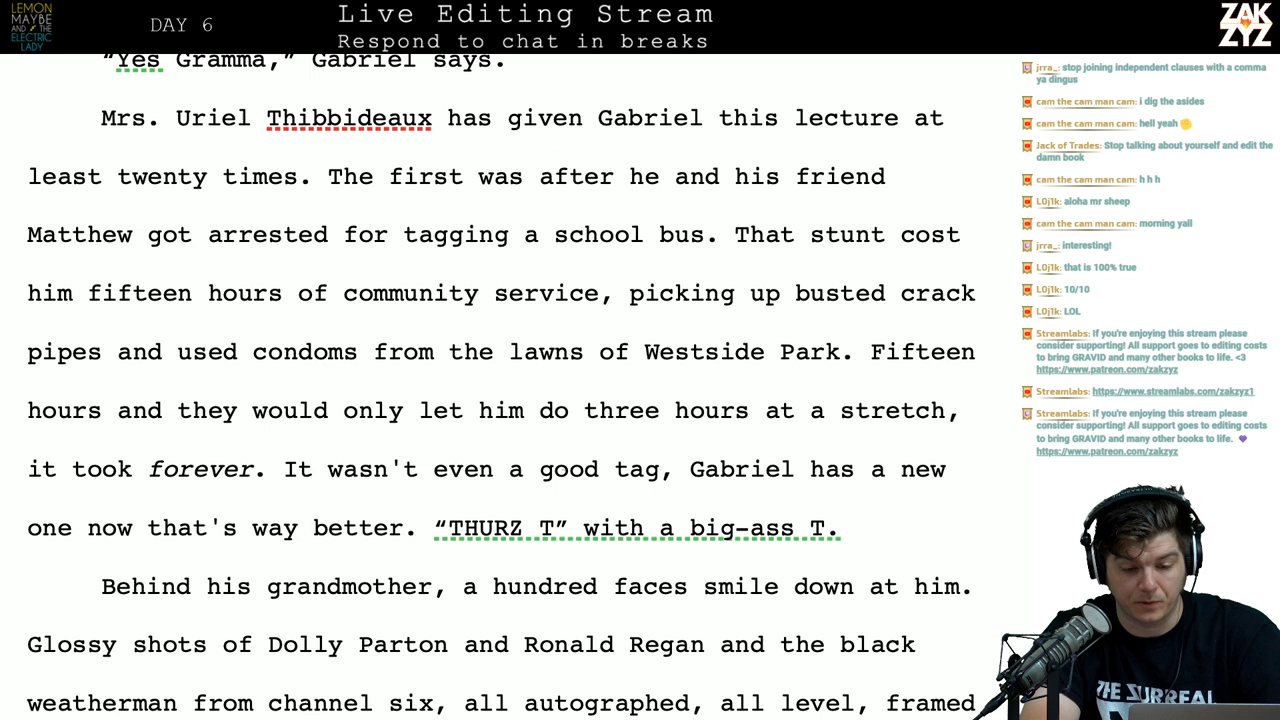 LEMON
MAYBE
AND THE
ELECTRIC
LADY
DAY 6
Live Editing Stream
Respond to chat in breaks
ZAK
ZYZ
“Yes Gramma,” Gabriel says.
Mrs. Uriel Thibbideaux has given Gabriel this lecture at
least twenty times. The first was after he and his friend
Matthew got arrested for tagging a school bus. That stunt cost
him fifteen hours of community service, picking up busted crack
pipes and used condoms from the lawns of Westside Park. Fifteen
hours and they would only let him do three hours at a stretch,
it took forever. It wasn't even a good tag, Gabriel has a new
one now that's way better. “THURZ T” with a big-ass T.
Behind his grandmother, a hundred faces smile down at him.
Glossy shots of Dolly Parton and Ronald Regan and the black
weatherman from channel six, all autographed, all level, framed
jrra_: stop joining independent clauses with a comma
ya dingus
cam the cam man cam: i dig the asides
cam the cam man cam: hell yeah
Jack of Trades: Stop talking about yourself and edit the
damn book
cam the cam man cam: h h h
L0j1k: aloha mr sheep
cam the cam man cam: morning yall
jrra_: interesting!
L0j1k: that is 100% true
L0j1k: 10/10
L0j1k: LOL
Streamlabs: If you're enjoying this stream please
consider supporting! All support goes to editing costs
to bring GRAVID and many other books to life. <3
https://www.patreon.com/zakzyz
Streamlabs: https://www.streamlabs.com/zakzyz1
Streamlabs: If you're enjoying this stream please
consider supporting! All support goes to editing costs
to bring GRAVID and many other books to life. 💜
https://www.patreon.com/zakzyz
THE SURREAL